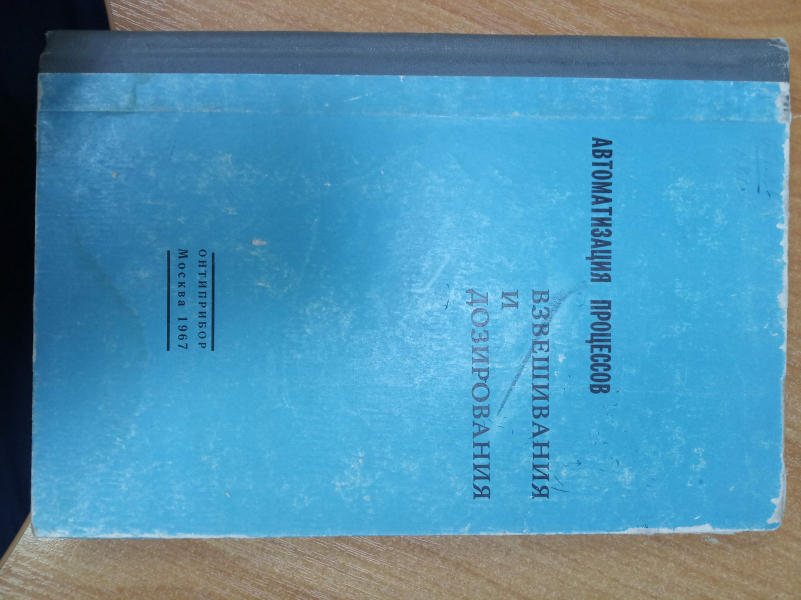 АВТОМАТИЗАЦИЯ ПРОЦЕССОВ
ВЗВЕШИВАНИЯ
И
ДОЗИРОВАНИЯ
ОНТИПРИБОР
Москва 1967